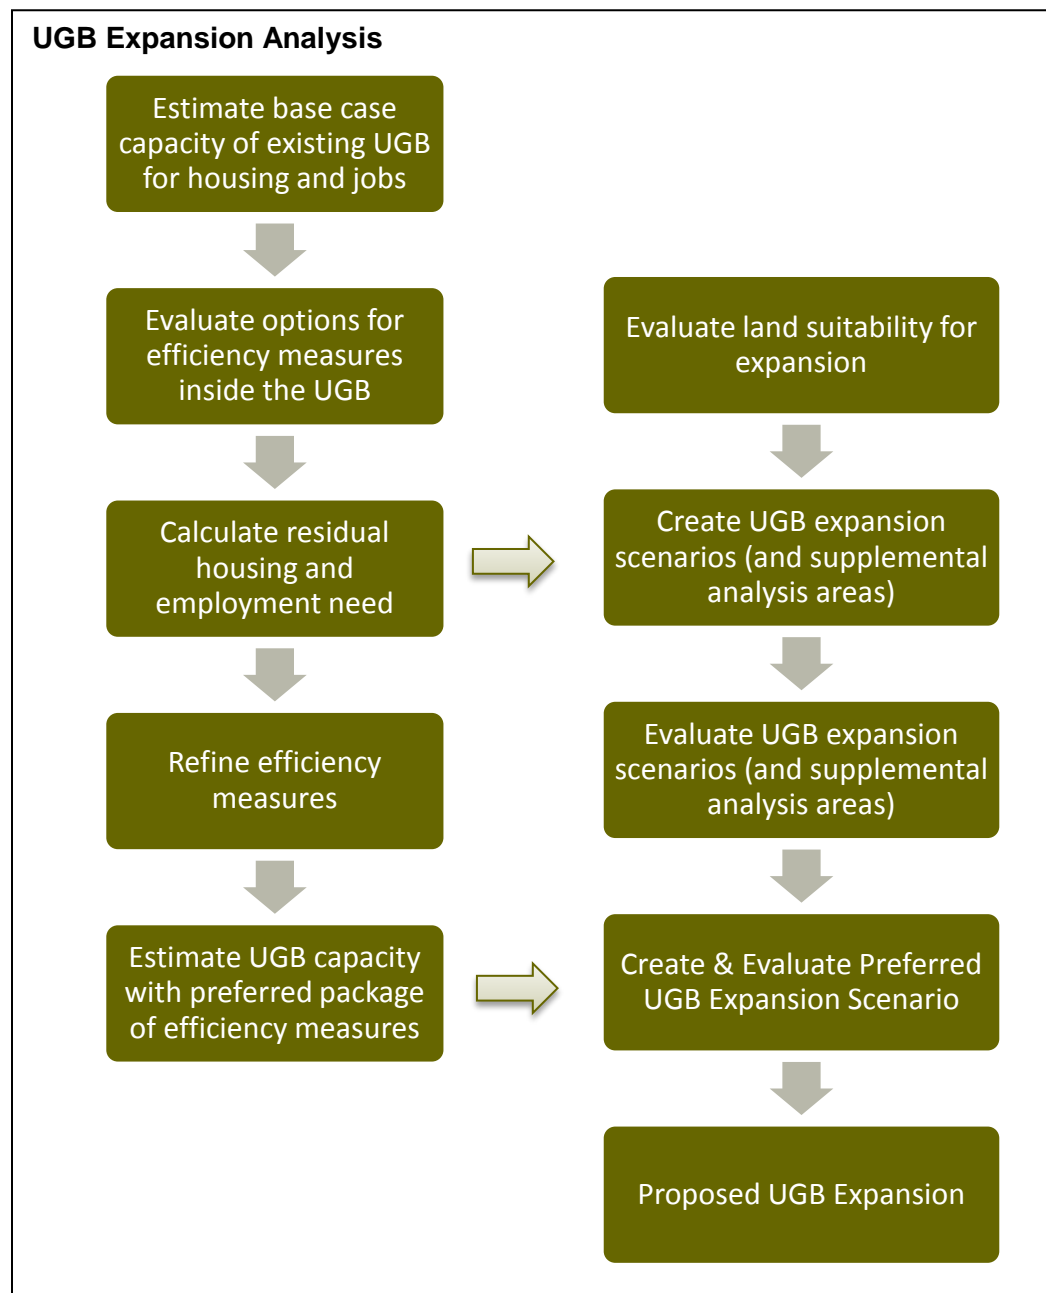 UGB Expansion Analysis
Estimate base case
capacity of existing UGB
for housing and jobs
Evaluate options for
efficiency measures
inside the UGB
Calculate residual
housing and
employment need
Refine efficiency
measures
Estimate UGB capacity
with preferred package
of efficiency measures
Evaluate land suitability for
expansion
Create UGB expansion
scenarios (and supplemental
analysis areas)
Evaluate UGB expansion
scenarios (and supplemental
analysis areas)
Create & Evaluate Preferred
UGB Expansion Scenario
Proposed UGB Expansion